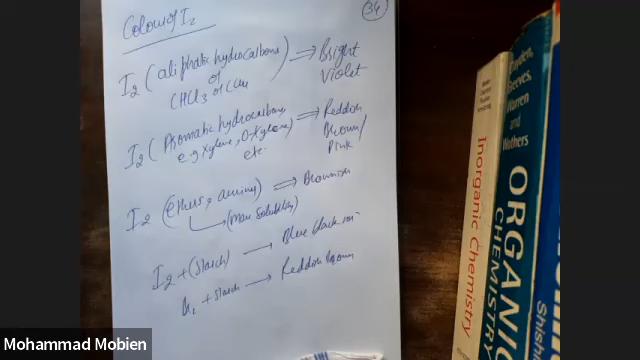 34
Colour of I2
I2 (aliphatic hydrocarbons
or
CHCl3 or CCl4) ⟹ Bright
Violet
I2 (Aromatic hydrocarbons
e.g xylene, O-xylene)
etc. ⟹ Reddish
Brown/
Pink
I2 (Ethers, amines) ⟹ Brownish
(more solubility)
I2 + (starch) → Blue black
+ starch → Reddish brown
Inorganic Chemistry
Clayden,
Greeves,
Warren
and
Wothers
ORGANIC
CHEMISTRY
Mohammad Mobien